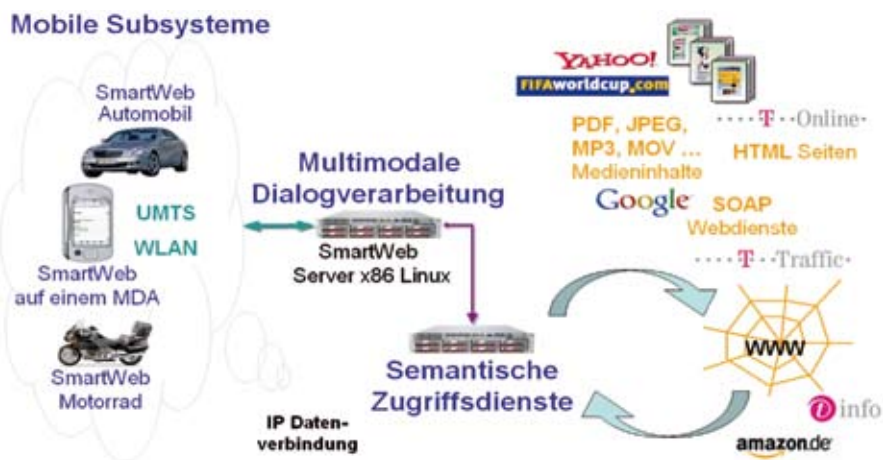 Mobile Subsysteme
SmartWeb
Automobil
UMTS
WLAN
SmartWeb
auf einem MDA
SmartWeb
Motorrad
Multimodale
Dialogverarbeitung
SmartWeb
Server x86 Linux
Semantische
Zugriffsdienste
IP Daten-
verbindung
YAHOO!
FIFAworldcup.com
PDF, JPEG,
MP3, MOV ...
Medieninhalte
····T··Online·
HTML Seiten
Google
SOAP
Webdienste
····T··Traffic·
WWW
i info
amazon.de